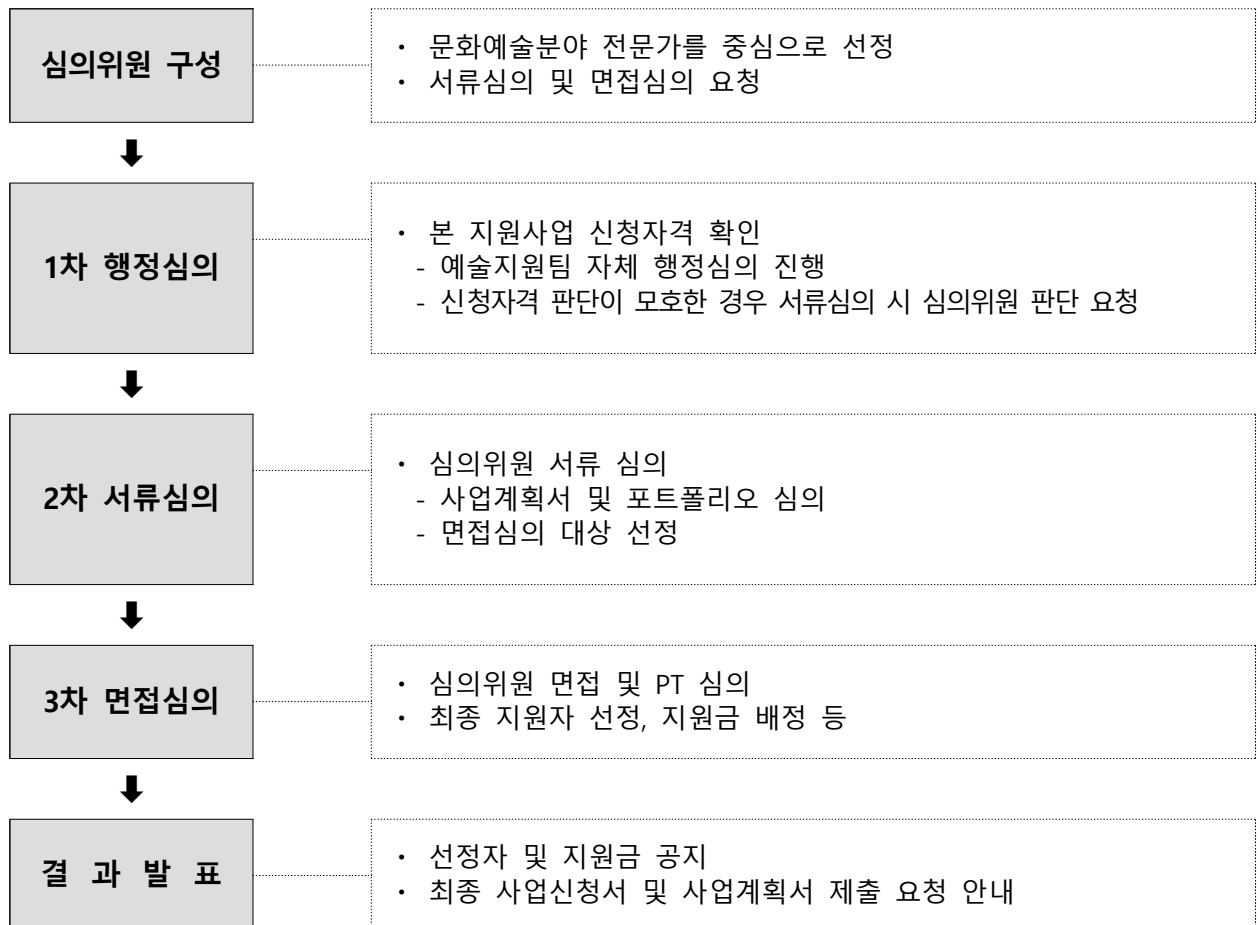 심의위원 구성
· 문화예술분야 전문가를 중심으로 선정
· 서류심의 및 면접심의 요청
1차 행정심의
· 본 지원사업 신청자격 확인
- 예술지원팀 자체 행정심의 진행
- 신청자격 판단이 모호한 경우 서류심의 시 심의위원 판단 요청
2차 서류심의
· 심의위원 서류 심의
- 사업계획서 및 포트폴리오 심의
- 면접심의 대상 선정
3차 면접심의
· 심의위원 면접 및 PT 심의
· 최종 지원자 선정, 지원금 배정 등
결 과 발 표
· 선정자 및 지원금 공지
· 최종 사업신청서 및 사업계획서 제출 요청 안내